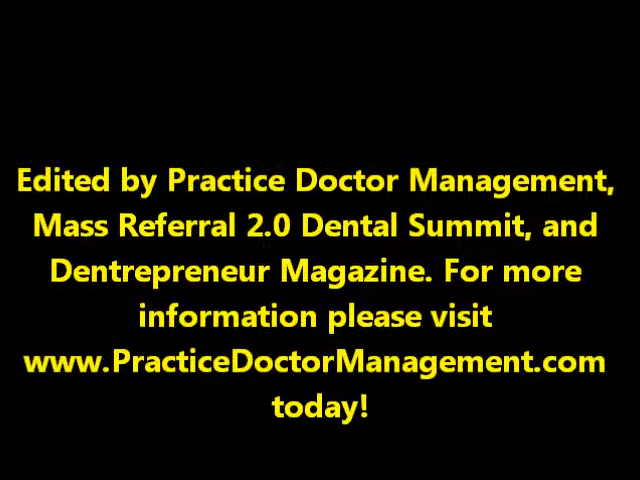 Edited by Practice Doctor Management,
Mass Referral 2.0 Dental Summit, and
Dentrepreneur Magazine. For more
information please visit
www.PracticeDoctorManagement.com
today!